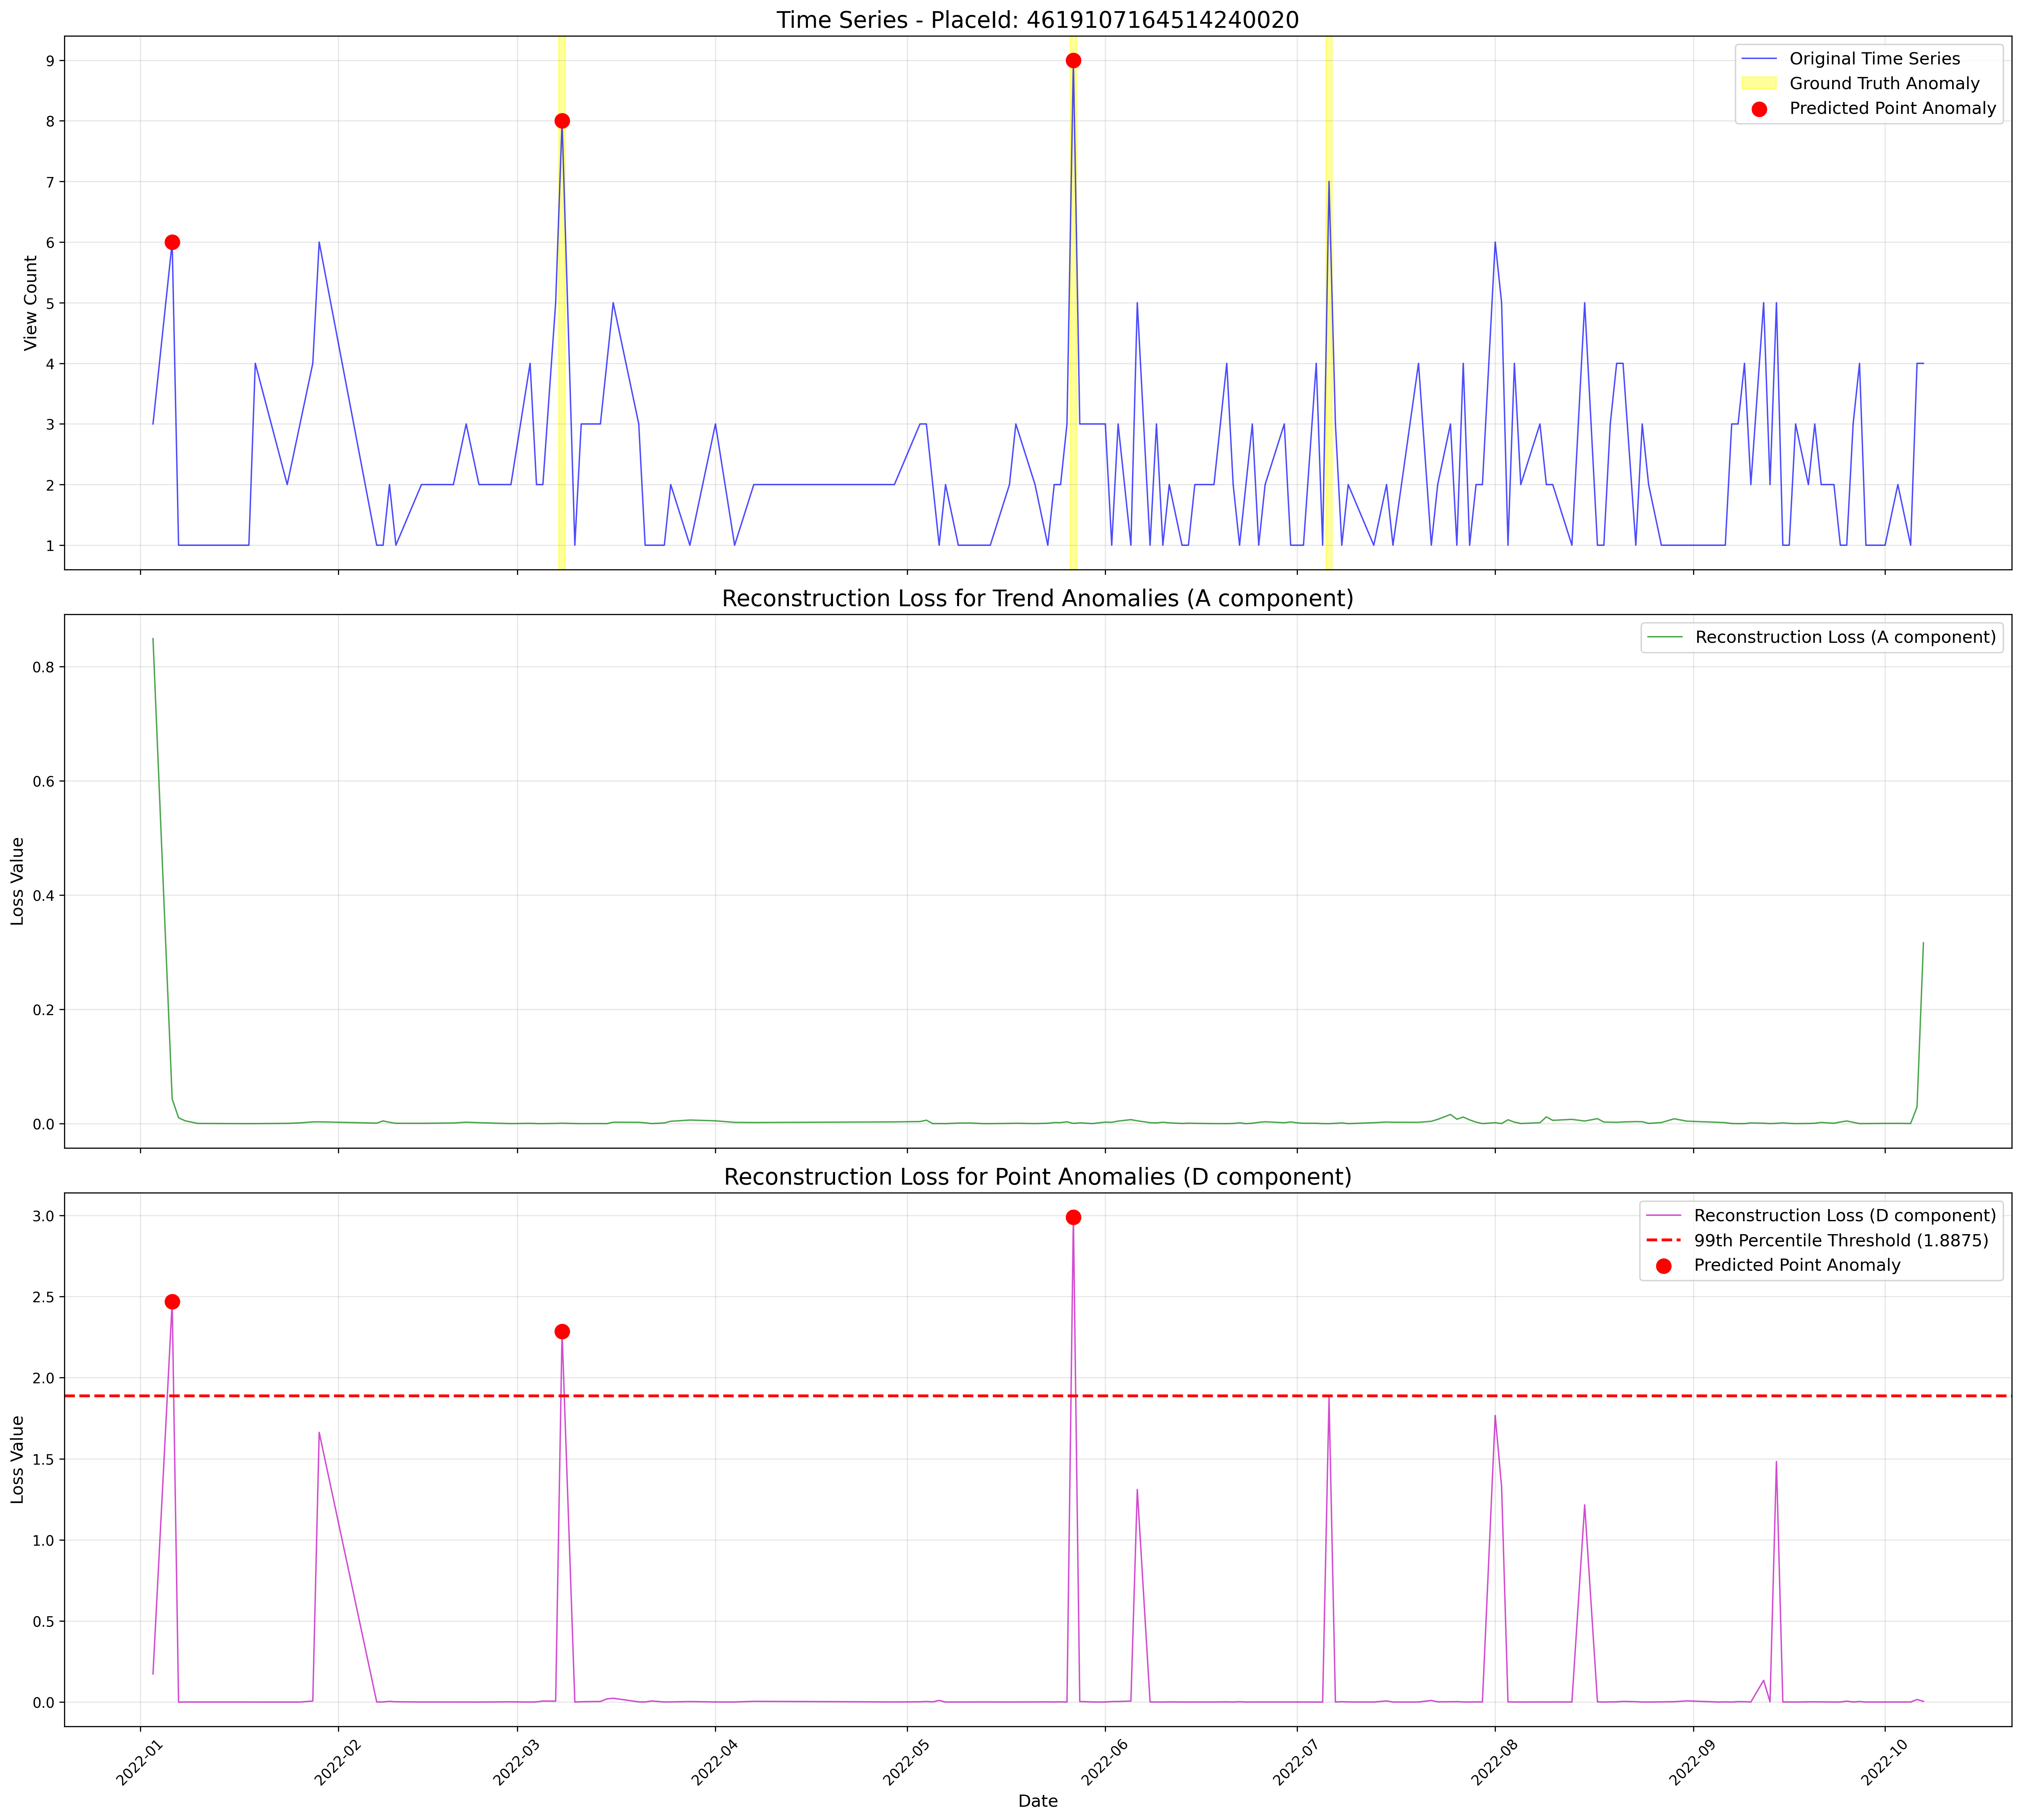 Time Series - PlaceId: 4619107164514240020
9
8
7
6
5
4
3
2
1
View Count
Original Time Series
Ground Truth Anomaly
Predicted Point Anomaly
Reconstruction Loss for Trend Anomalies (A component)
0.8
0.6
0.4
0.2
0.0
Loss Value
Reconstruction Loss (A component)
Reconstruction Loss for Point Anomalies (D component)
3.0
2.5
2.0
1.5
1.0
0.5
0.0
Loss Value
Reconstruction Loss (D component)
99th Percentile Threshold (1.8875)
Predicted Point Anomaly
2022-01
2022-02
2022-03
2022-04
2022-05
2022-06
2022-07
2022-08
2022-09
2022-10
Date